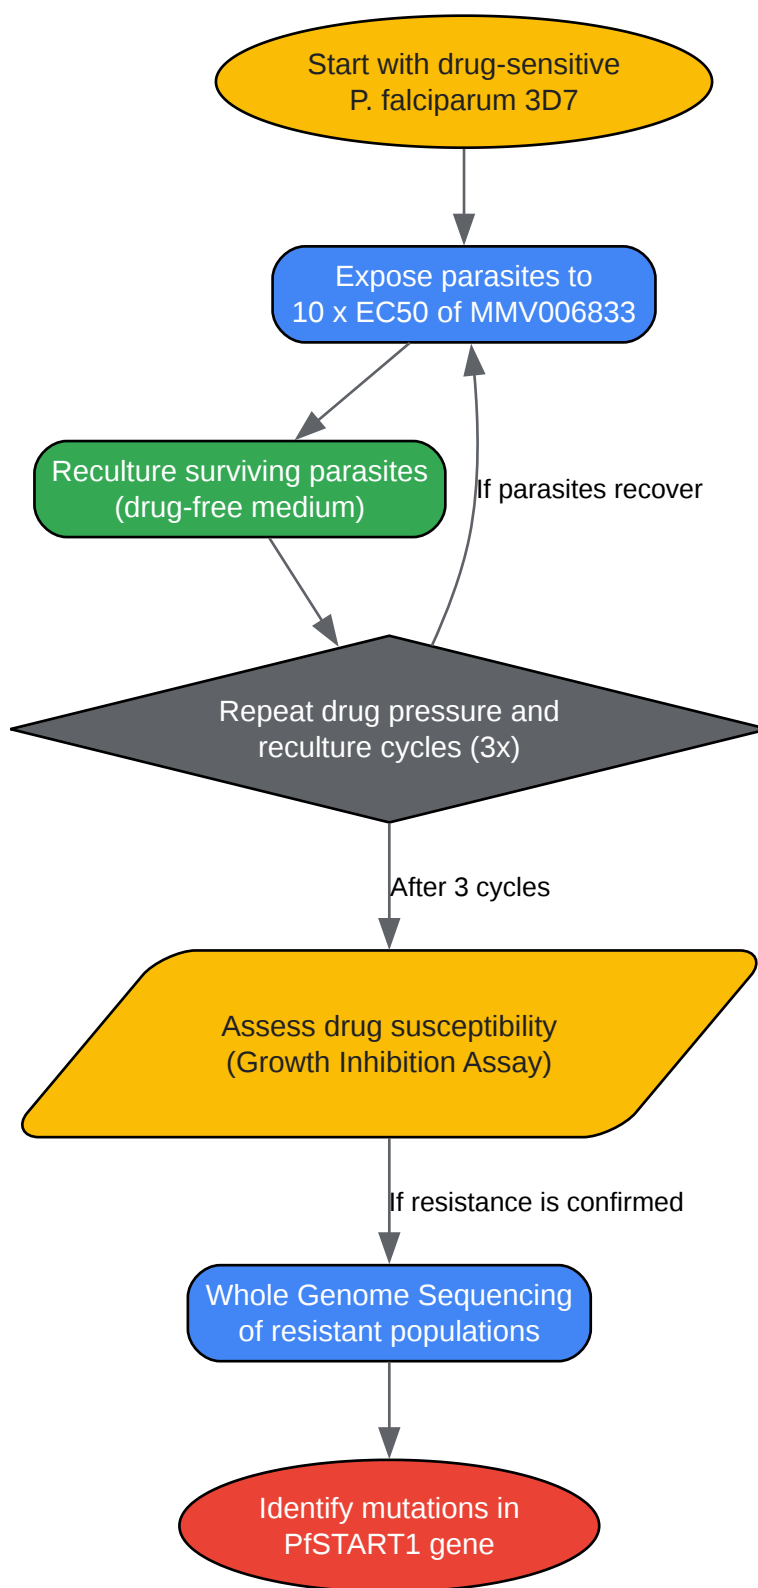 Start with drug-sensitive
P. falciparum 3D7
Expose parasites to
10 x EC50 of MMV006833
Reculture surviving parasites
(drug-free medium)
If parasites recover
Repeat drug pressure and
reculture cycles (3x)
After 3 cycles
Assess drug susceptibility
(Growth Inhibition Assay)
If resistance is confirmed
Whole Genome Sequencing
of resistant populations
Identify mutations in
PfSTART1 gene